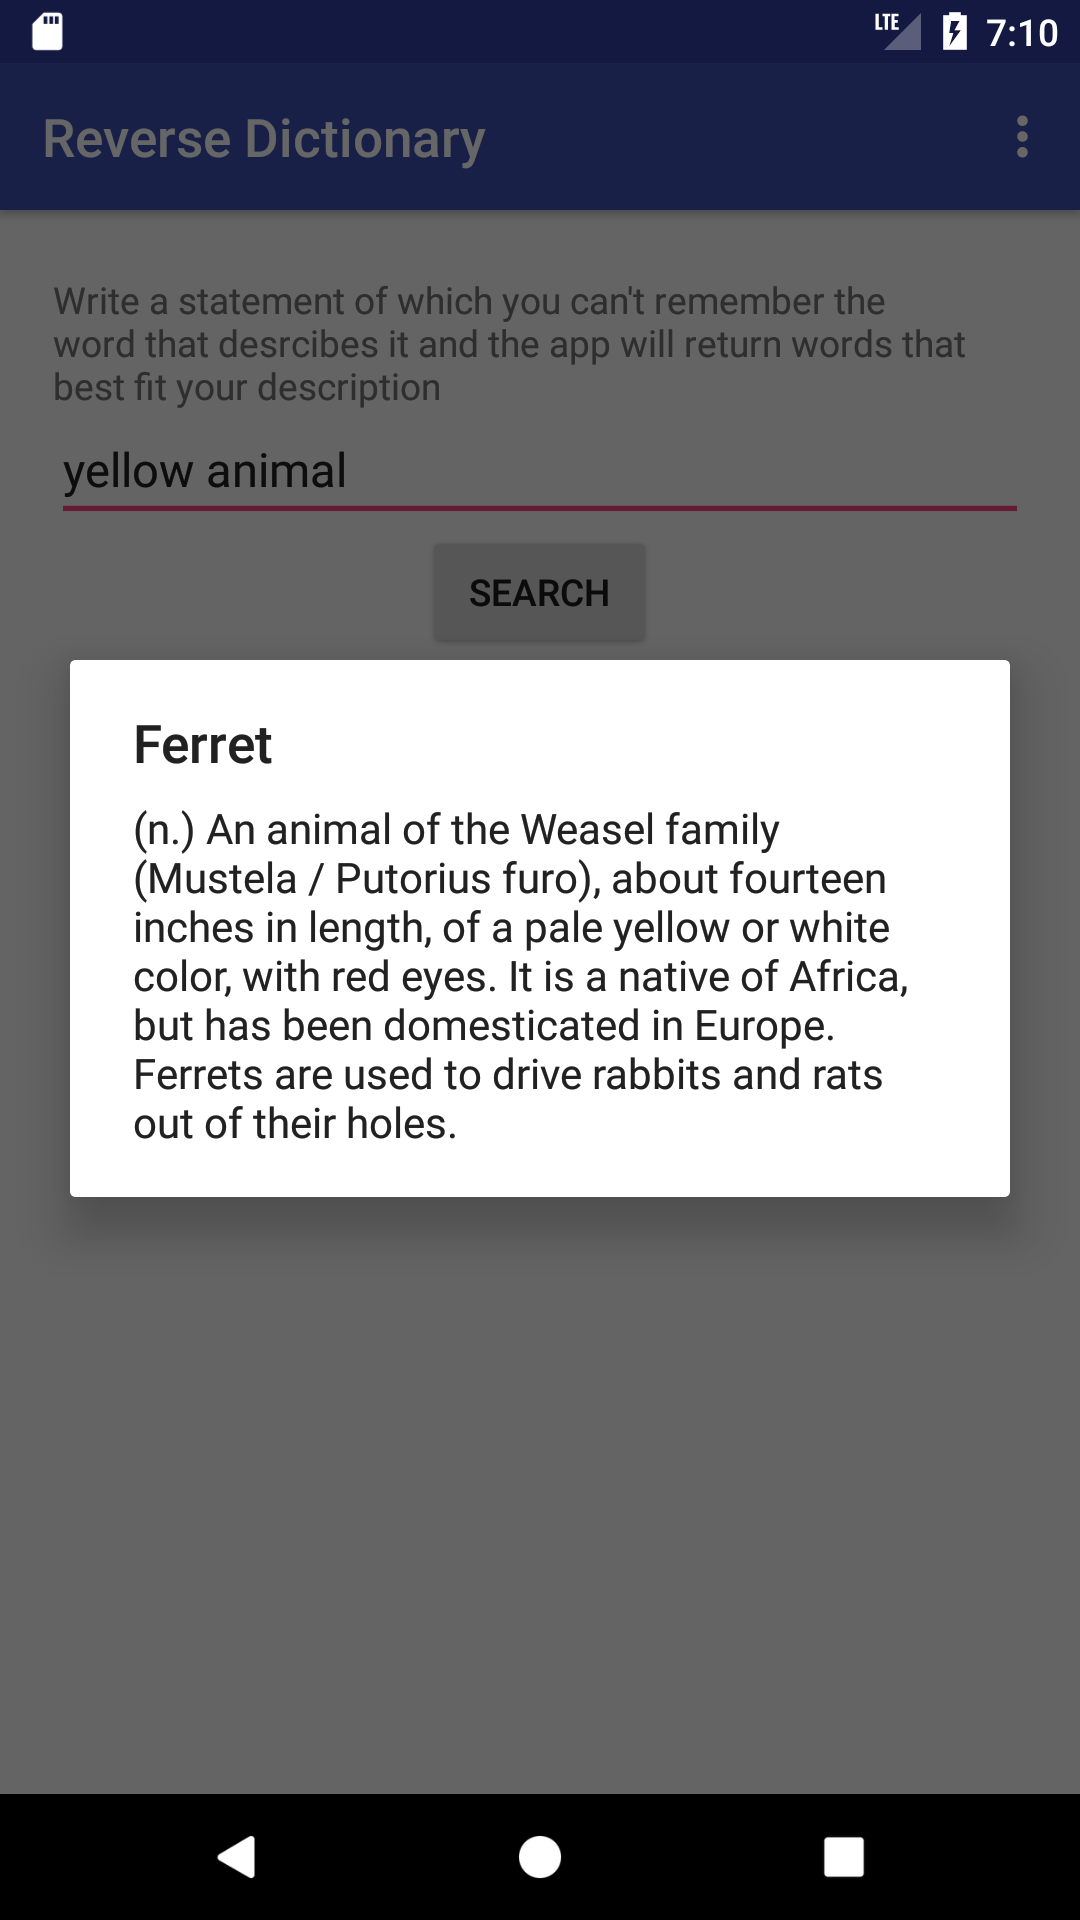 LTE 7:10
Reverse Dictionary
Write a statement of which you can't remember the
word that desrcibes it and the app will return words that
best fit your description
yellow animal
SEARCH
Ferret
(n.) An animal of the Weasel family
(Mustela / Putorius furo), about fourteen
inches in length, of a pale yellow or white
color, with red eyes. It is a native of Africa,
but has been domesticated in Europe.
Ferrets are used to drive rabbits and rats
out of their holes.